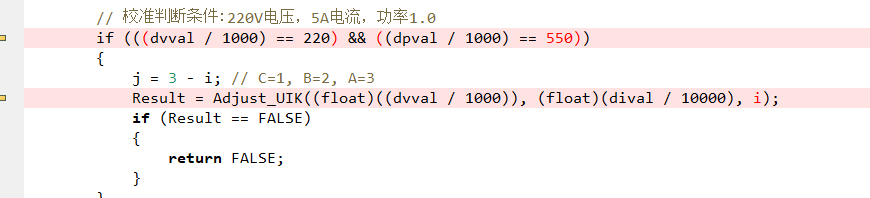 // 校准判断条件:220V电压，5A电流，功率1.0
if (((dvval / 1000) == 220) && ((dpval / 1000) == 550))
{
j = 3 - i; // C=1, B=2, A=3
Result = Adjust_UIK((float)((dvval / 1000)), (float)(dival / 10000), i);
if (Result == FALSE)
{
return FALSE;
}